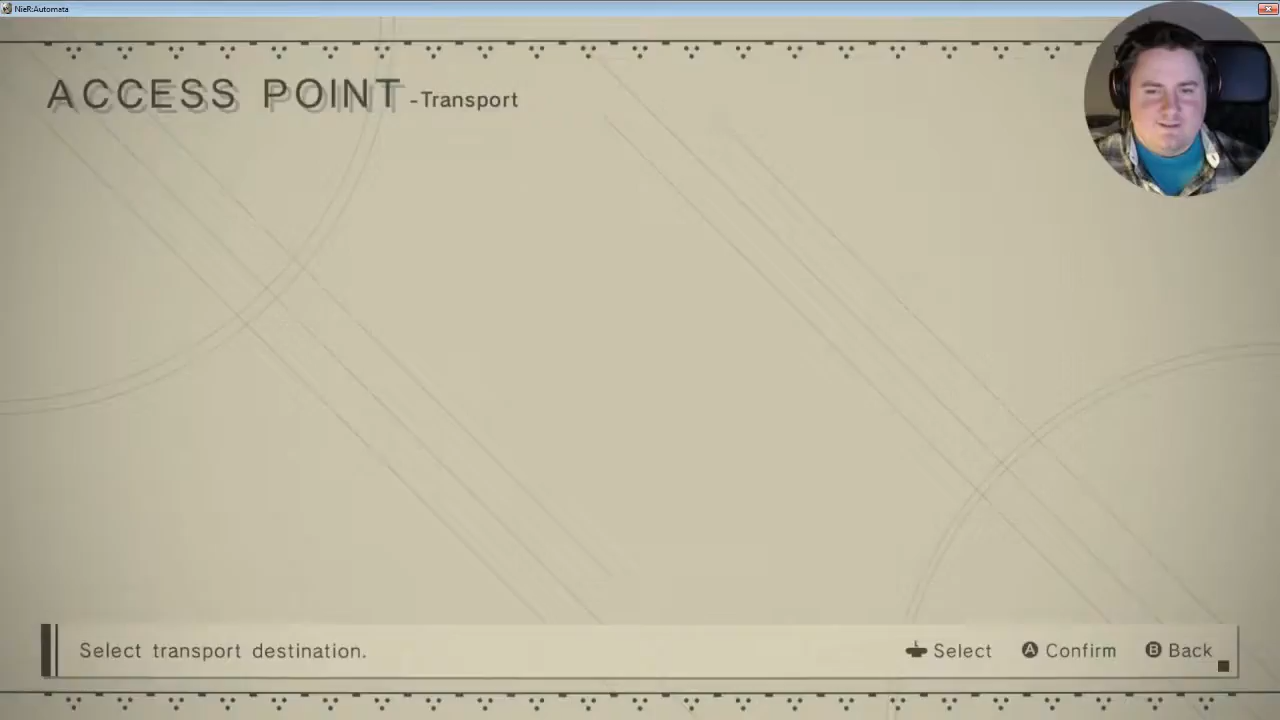 NieR:Automata
ACCESS POINT -Transport
Select transport destination.
Select A Confirm B Back